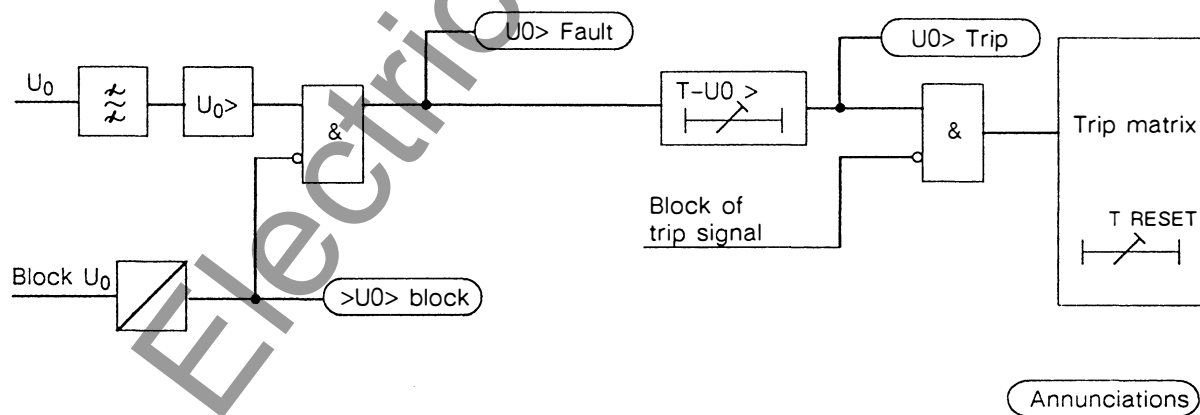 U0> Fault
U0> Trip
U₀
U₀>
&
T-U0 >
&
Trip matrix
Block of
trip signal
T RESET
Block U₀
>U0> block
Annunciations
Electric